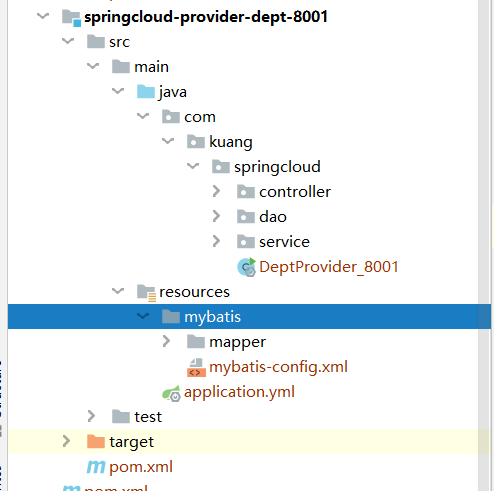 springcloud-provider-dept-8001
src
main
java
com
kuang
springcloud
controller
dao
service
DeptProvider_8001
resources
mybatis
mapper
mybatis-config.xml
application.yml
test
target
pom.xml
pom.xml